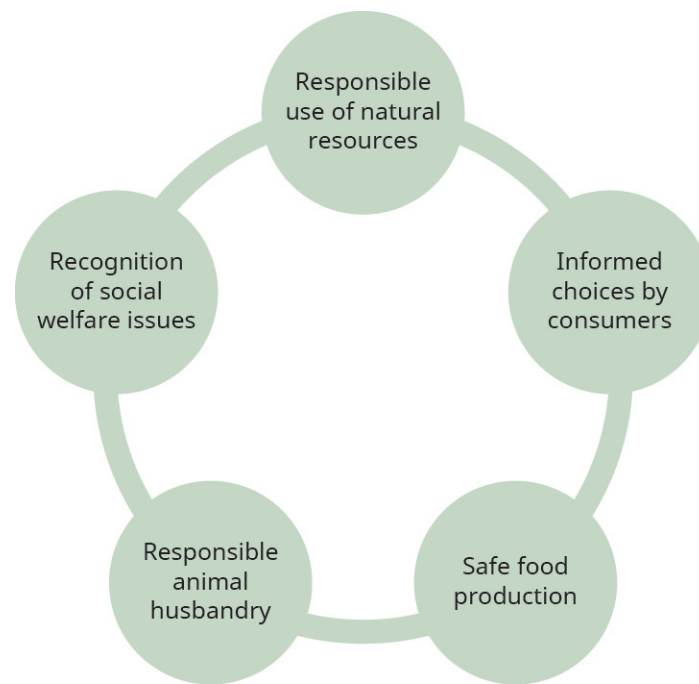 Responsible
use of natural
resources
Informed
choices by
consumers
Safe food
production
Responsible
animal
husbandry
Recognition
of social
welfare issues